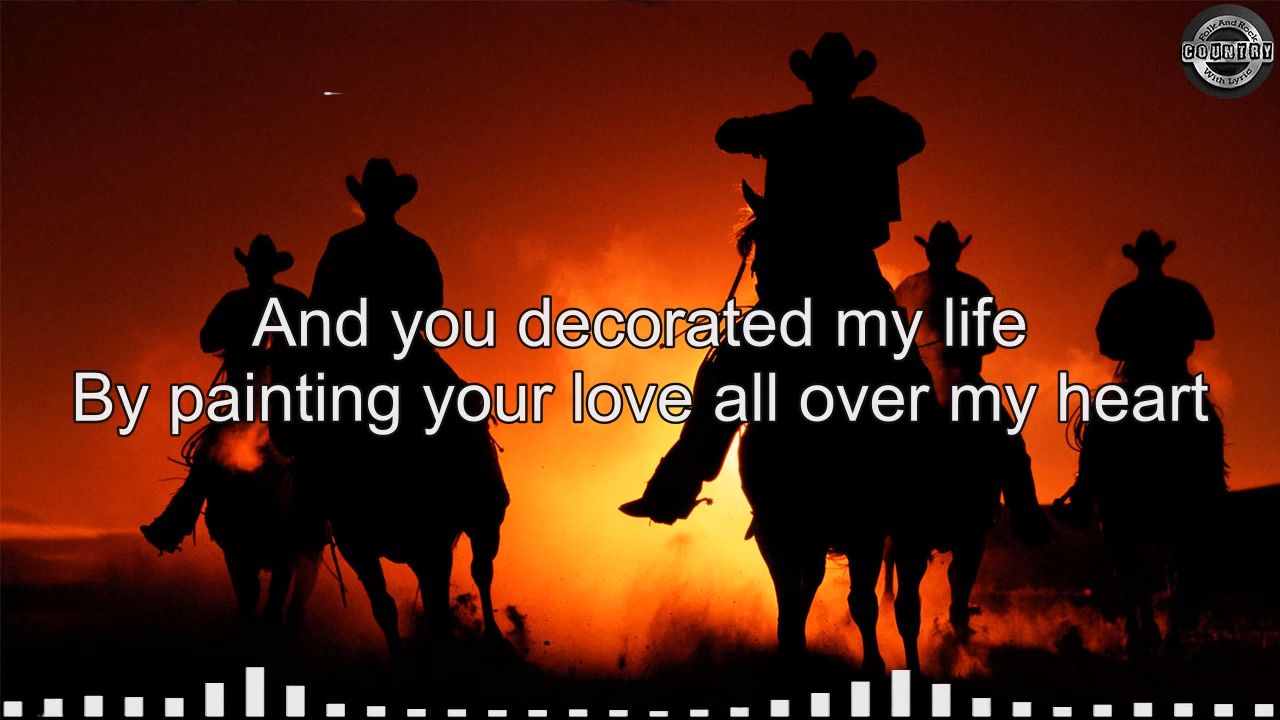 Folk And Rock
COUNTRY
With Lyric
And you decorated my life
By painting your love all over my heart